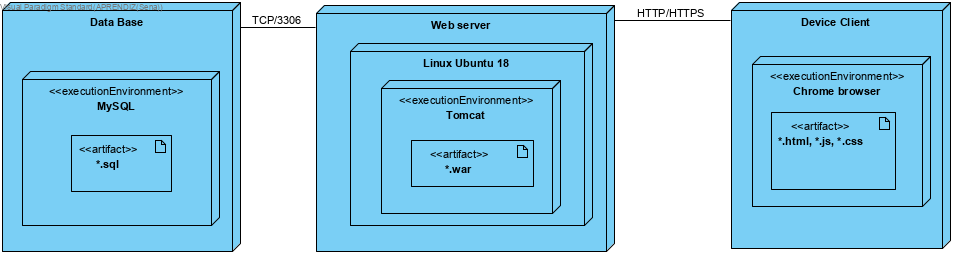 Visual Paradigm Standard(APRENDIZ(Sena))
Data Base
<<executionEnvironment>>
MySQL
<<artifact>>
*.sql
TCP/3306
Web server
Linux Ubuntu 18
<<executionEnvironment>>
Tomcat
<<artifact>>
*.war
HTTP/HTTPS
Device Client
<<executionEnvironment>>
Chrome browser
<<artifact>>
*.html, *.js, *.css